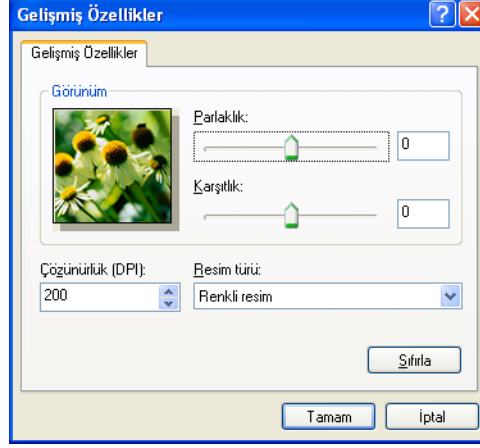 Gelişmiş Özellikler
Gelişmiş Özellikler
Görünüm
Parlaklık:
0
Karşıtlık:
0
Çözünürlük (DPI):
Resim türü:
200
Renkli resim
Sıfırla
Tamam
İptal